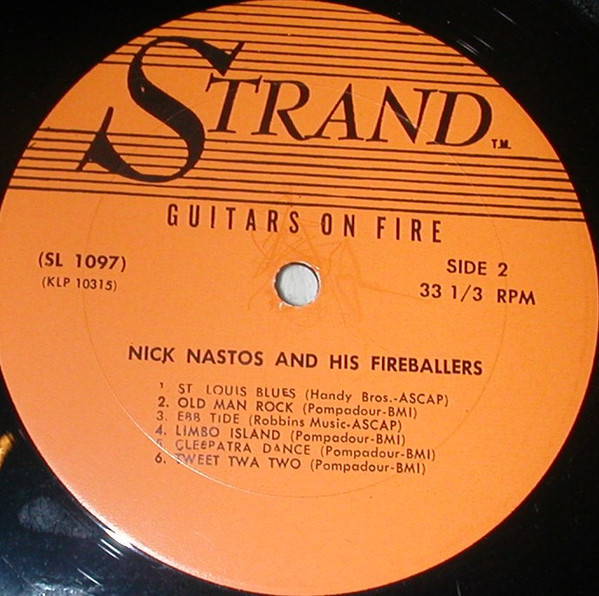 STRAND T.M.
GUITARS ON FIRE
(SL 1097)
(KLP 10315)
SIDE 2
33 1/3 RPM
NICK NASTOS AND HIS FIREBALLERS
1. ST LOUIS BLUES (Handy Bros.-ASCAP)
2. OLD MAN ROCK (Pompadour-BMI)
3. EBB TIDE (Robbins Music-ASCAP)
4. LIMBO ISLAND (Pompadour-BMI)
5. CLEEPATRA DANCE (Pompadour-BMI)
6. TWEET TWA TWO (Pompadour-BMI)